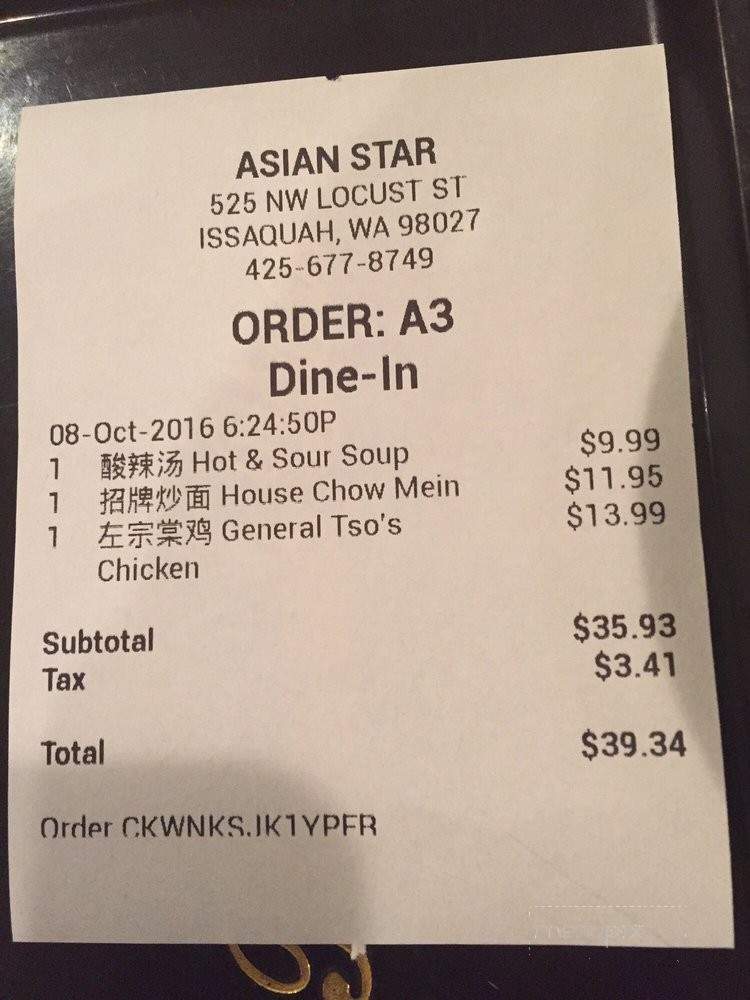 ASIAN STAR
525 NW LOCUST ST
ISSAQUAH, WA 98027
425-677-8749
ORDER: A3
Dine-In
08-Oct-2016 6:24:50P
1 酸辣汤 Hot & Sour Soup $9.99
1 招牌炒面 House Chow Mein $11.95
1 左宗棠鸡 General Tso's $13.99
Chicken
Subtotal $35.93
Tax $3.41
Total $39.34
Order